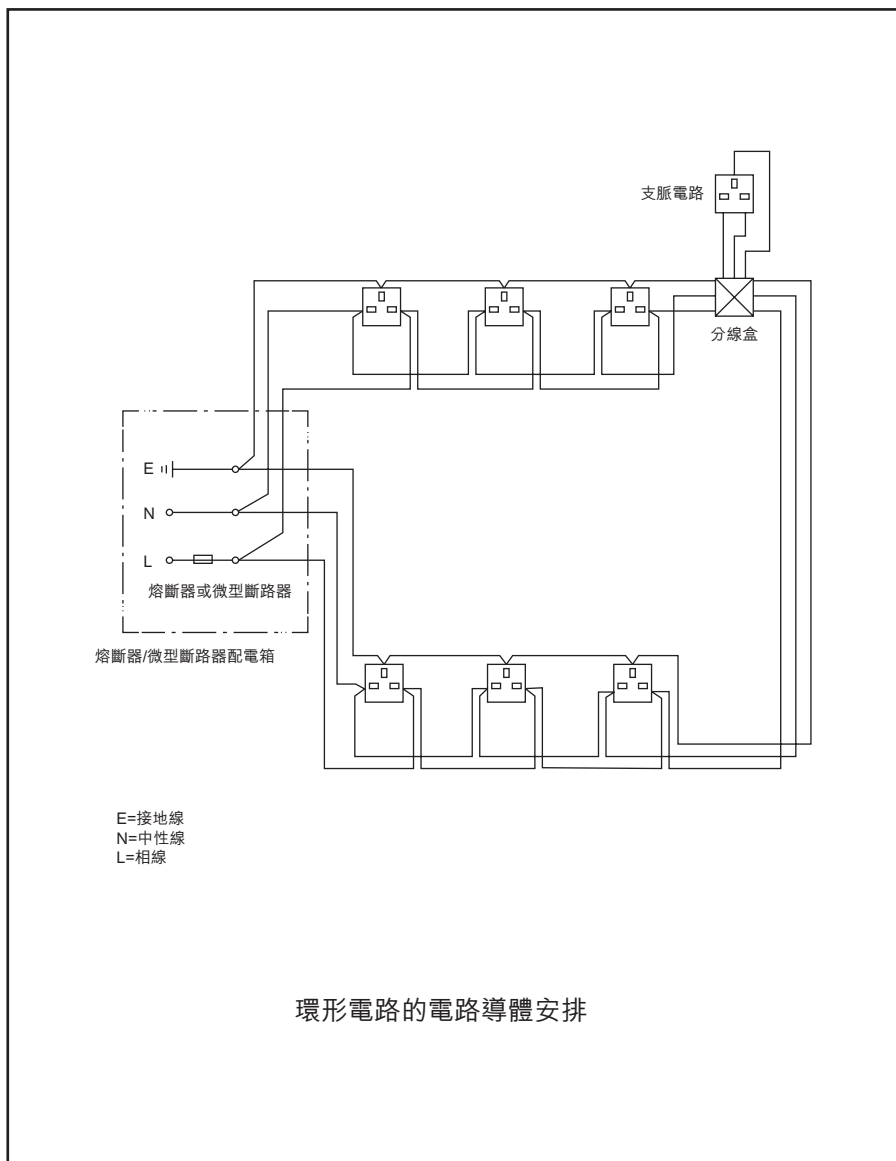 支脈電路
分線盒
E
N
L
熔斷器或微型斷路器
熔斷器/微型斷路器配電箱
E=接地線
N=中性線
L=相線
環形電路的電路導體安排